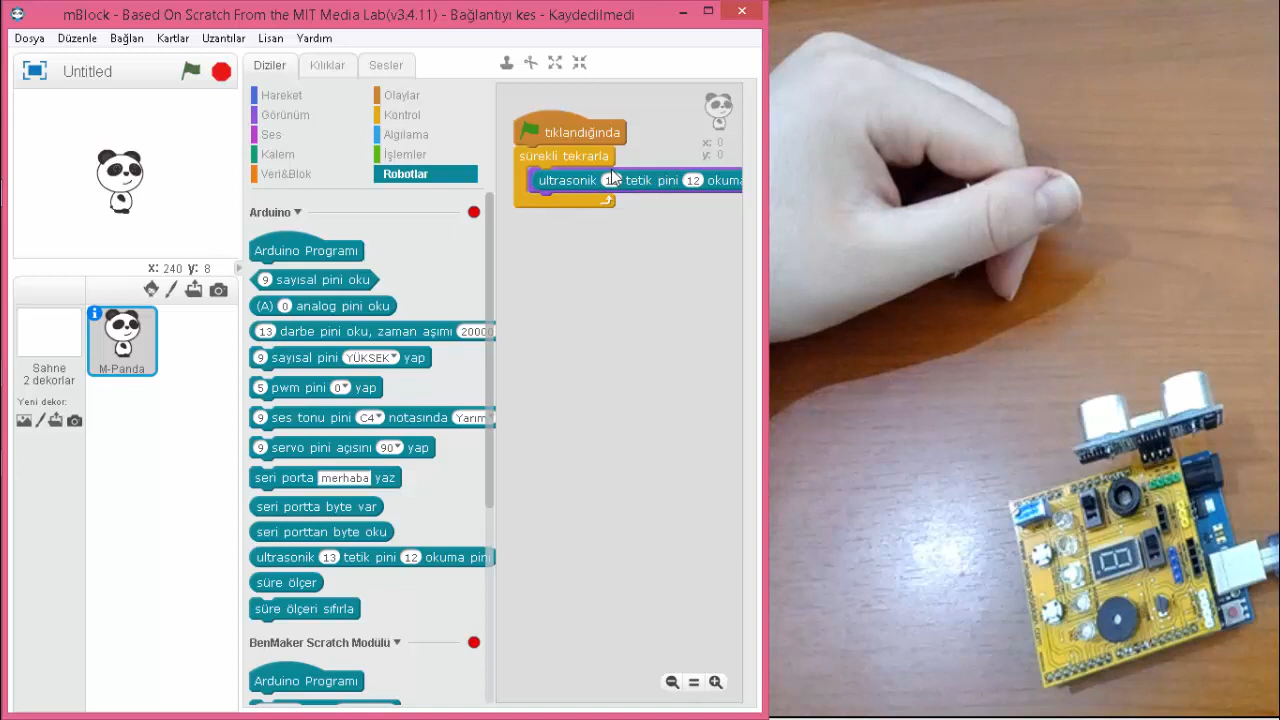 mBlock - Based On Scratch From the MIT Media Lab(v3.4.11) - Bağlantıyı kes - Kaydedilmedi
Dosya Düzenle Bağlan Kartlar Uzantılar Lisan Yardım
Untitled
Diziler Kılıklar Sesler
Hareket Olaylar
Görünüm Kontrol
Ses Algılama
Kalem İşlemler
Veri&Blok Robotlar
Arduino
Arduino Programı
9 sayısal pini oku
(A) 0 analog pini oku
13 darbe pini oku, zaman aşımı 20000
9 sayısal pini YÜKSEK yap
5 pwm pini 0 yap
9 ses tonu pini C4 notasında Yarım
9 servo pini açısını 90 yap
seri porta merhaba yaz
seri portta byte var
seri porttan byte oku
ultrasonik 13 tetik pini 12 okuma pini
süre ölçer
süre ölçeri sıfırla
BenMaker Scratch Modülü
Arduino Programı
x: 240 y: 8
Sahne
2 dekorlar
Yeni dekor:
M-Panda
tıklandığında
sürekli tekrarla
ultrasonik tetik pini 12 okuma
x: 0
y: 0